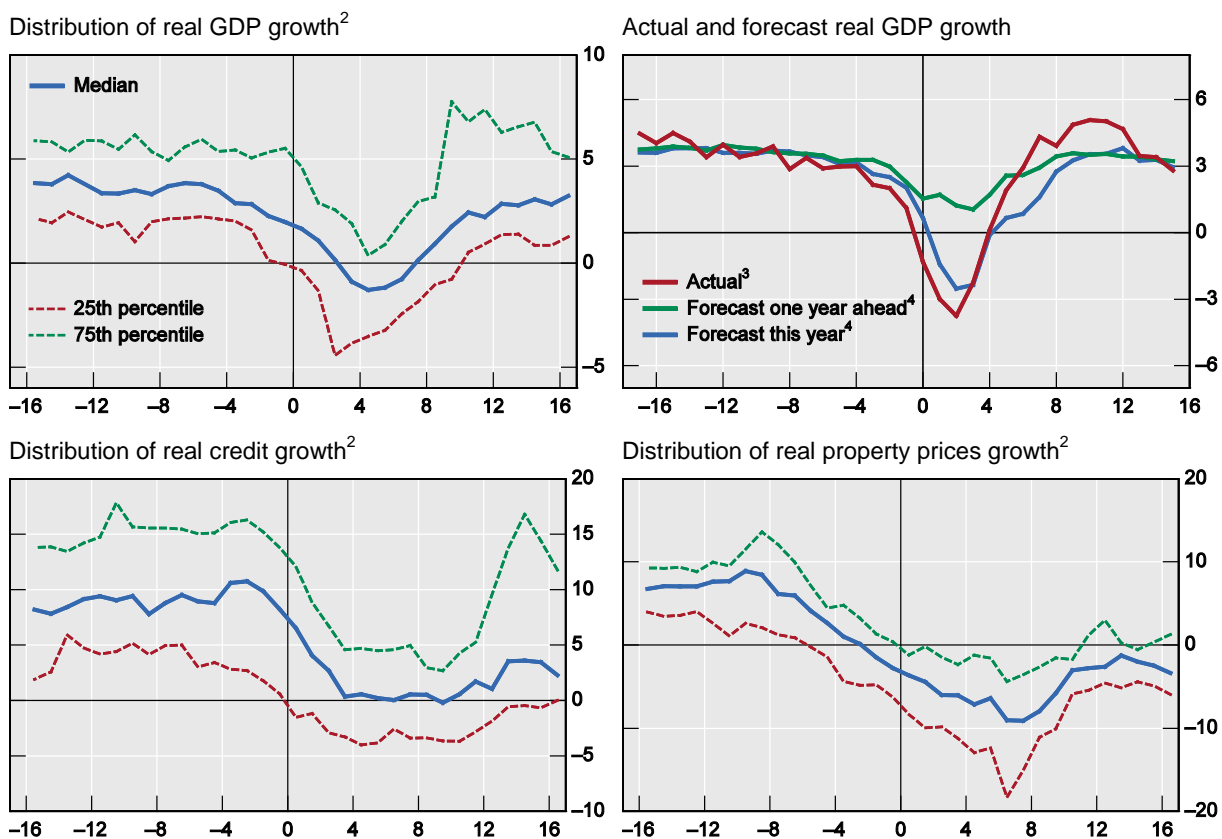 Distribution of real GDP growth²
Actual and forecast real GDP growth
10
5
0
–5
Median
25th percentile
75th percentile
–16 –12 –8 –4 0 4 8 12 16
6
3
0
–3
–6
Actual³
Forecast one year ahead⁴
Forecast this year⁴
–16 –12 –8 –4 0 4 8 12 16
Distribution of real credit growth²
Distribution of real property prices growth²
20
15
10
5
0
–5
–10
–16 –12 –8 –4 0 4 8 12 16
20
10
0
–10
–20
–16 –12 –8 –4 0 4 8 12 16